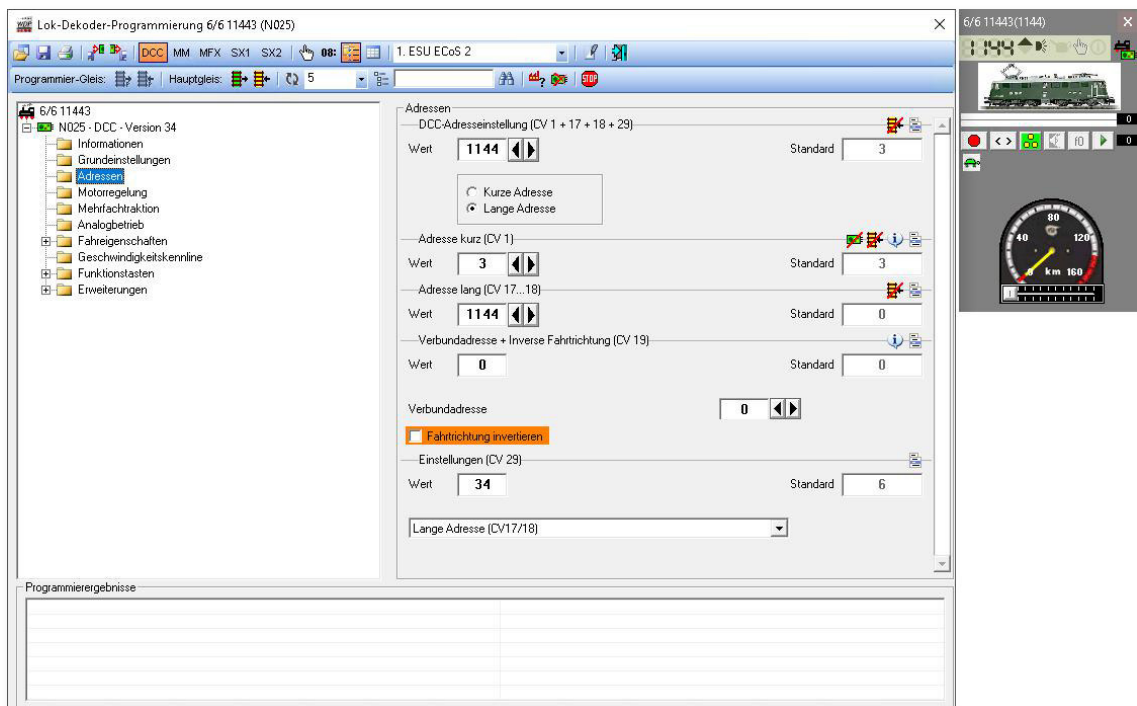 Lok-Dekoder-Programmierung 6/6 11443 (N025)
DCC MM MFX SX1 SX2 08: 1. ESU ECoS 2
Programmier-Gleis: Hauptgleis: 5 STOP
6/6 11443
N025 - DCC - Version 34
Informationen
Grundeinstellungen
Adressen
Motorregelung
Mehrfachtraktion
Analogbetrieb
Fahreigenschaften
Geschwindigkeitskennline
Funktionstasten
Erweiterungen
Adressen
DCC-Adresseinstellung (CV 1 + 17 + 18 + 29)
Wert 1144 Standard 3
Kurze Adresse
Lange Adresse
Adresse kurz (CV 1)
Wert 3 Standard 3
Adresse lang (CV 17...18)
Wert 1144 Standard 0
Verbundadresse + Inverse Fahrtrichtung (CV 19)
Wert 0 Standard 0
Verbundadresse 0
Fahrtrichtung invertieren
Einstellungen (CV 29)
Wert 34 Standard 6
Lange Adresse (CV17/18)
Programmierergebnisse
6/6 11443(1144)
1144
0
< > f0 0
80
40 120
0 km 160